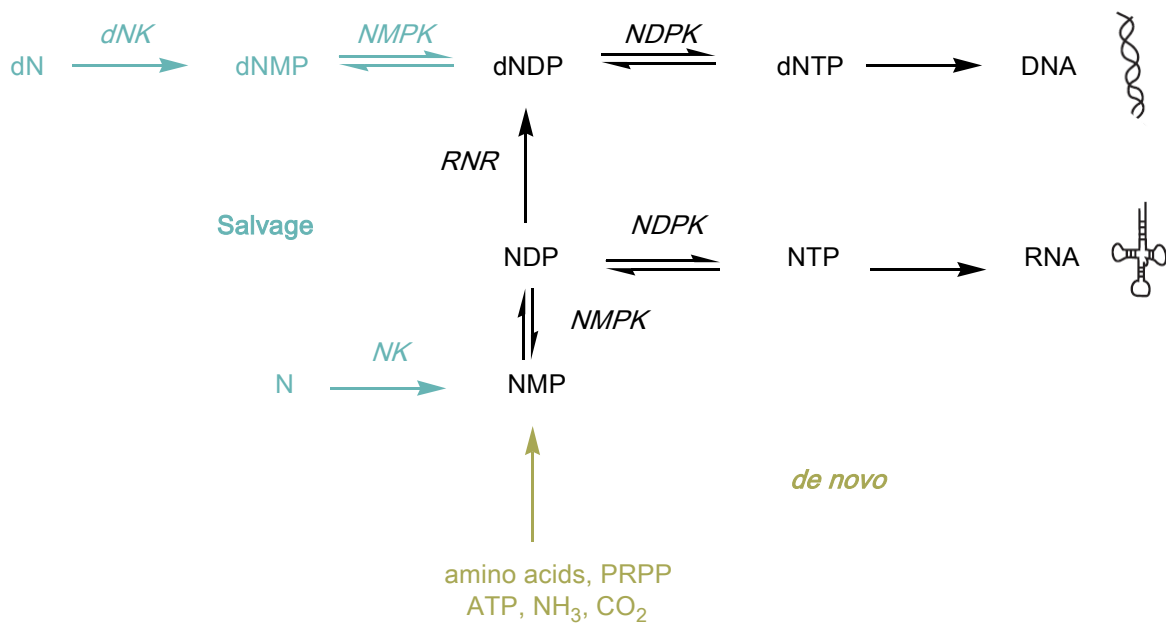 dNK NMPK NDPK
dN dNMP dNDP dNTP DNA
RNR
Salvage NDPK
NDP NTP RNA
NMPK
NK
N NMP
de novo
amino acids, PRPP
ATP, NH₃, CO₂